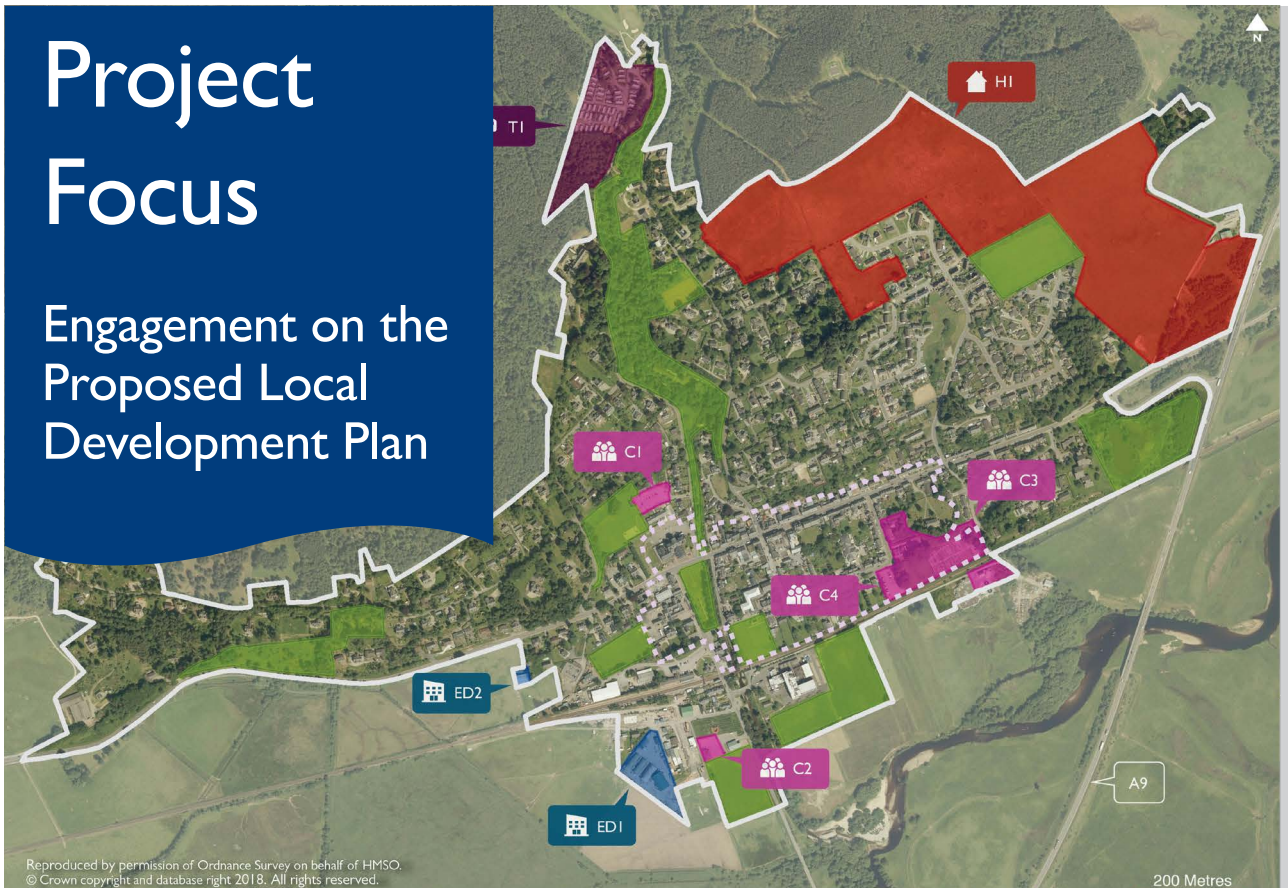 Project
Focus
Engagement on the
Proposed Local
Development Plan
N
H1
T1
C1
C3
C4
ED2
C2
ED1
A9
Reproduced by permission of Ordnance Survey on behalf of HMSO.
© Crown copyright and database right 2018. All rights reserved.
200 Metres